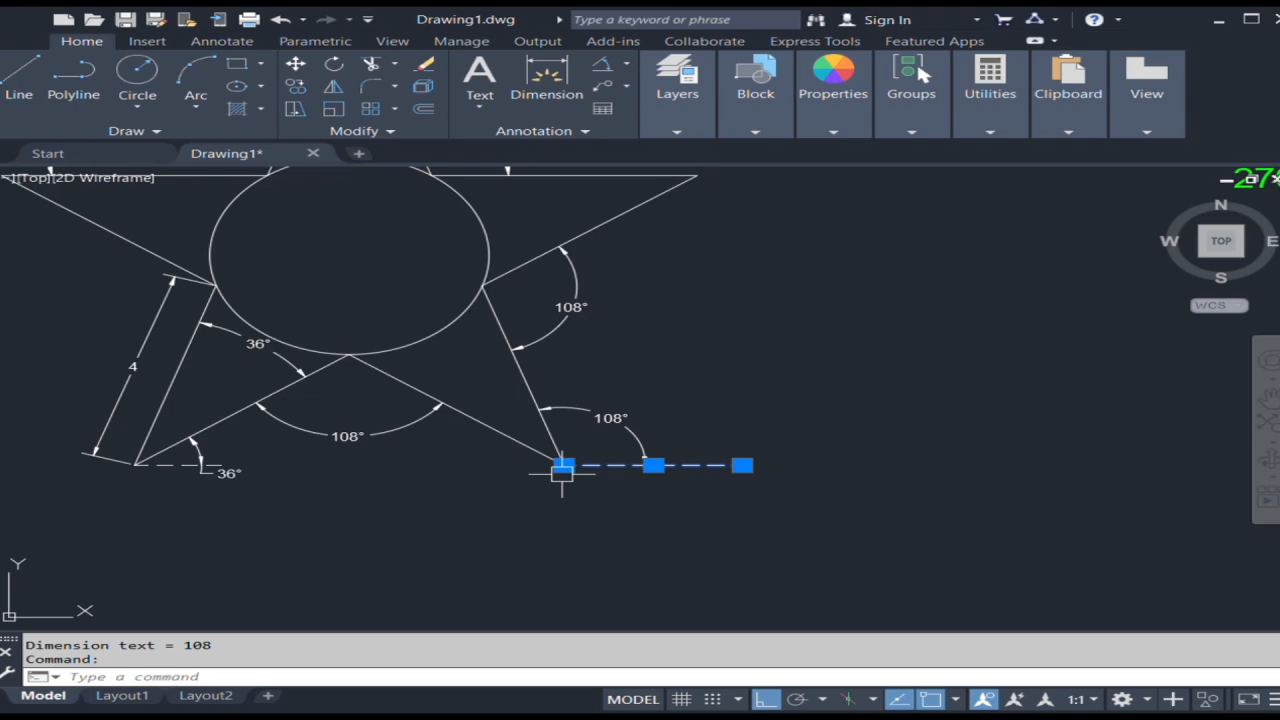 Drawing1.dwg Type a keyword or phrase Sign In
Home Insert Annotate Parametric View Manage Output Add-ins Collaborate Express Tools Featured Apps
Line Polyline Circle Arc Text Dimension Layers Block Properties Groups Utilities Clipboard View
Draw Modify Annotation
Start Drawing1*
[Top][2D Wireframe]
N
W TOP E
S
WCS
108°
36°
4
108°
108°
36°
Y
X
Dimension text = 108
Command:
Type a command
Model Layout1 Layout2 MODEL 1:1